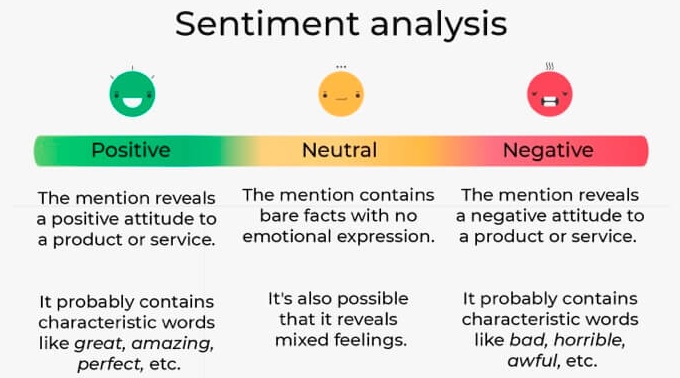 Sentiment analysis
Positive
Neutral
Negative
The mention reveals
a positive attitude to
a product or service.
The mention contains
bare facts with no
emotional expression.
The mention reveals
a negative attitude to
a product or service.
It probably contains
characteristic words
like great, amazing,
perfect, etc.
It's also possible
that it reveals
mixed feelings.
It probably contains
characteristic words
like bad, horrible,
awful, etc.